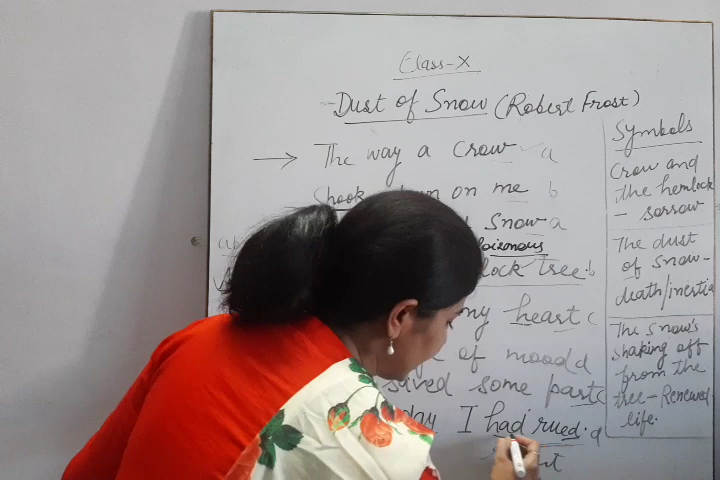 Class-X
Dust of Snow (Robert Frost)
→ The way a Crow a
Shook down on me b
Snow a
Poisonous
lock tree b
my heart c
of mood d
saved some part c
day I had rued. d
Symbols
Crow and
the hemlock
- sorrow
The dust
of Snow-
death/inertia
The snow's
shaking off
from the
tree-Renewed
life.